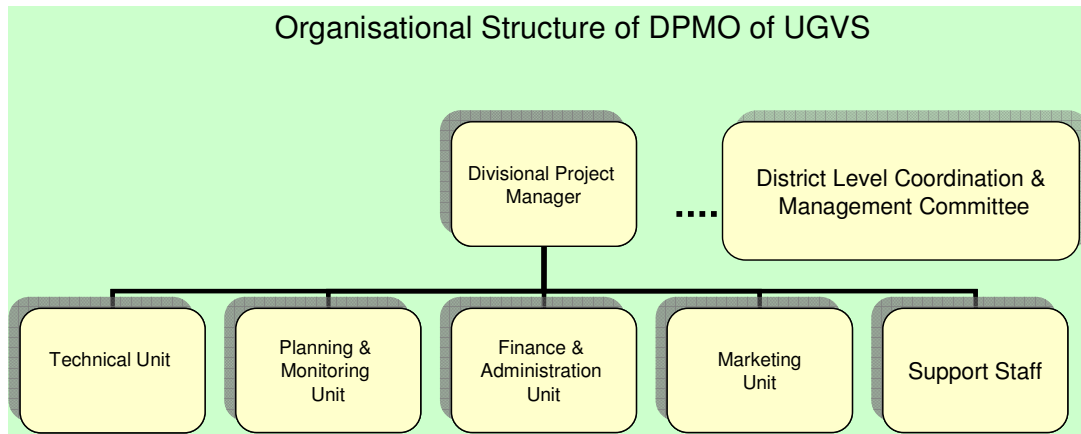 Organisational Structure of DPMO of UGVS
Divisional Project
Manager
....
District Level Coordination &
Management Committee
Technical Unit
Planning &
Monitoring
Unit
Finance &
Administration
Unit
Marketing
Unit
Support Staff